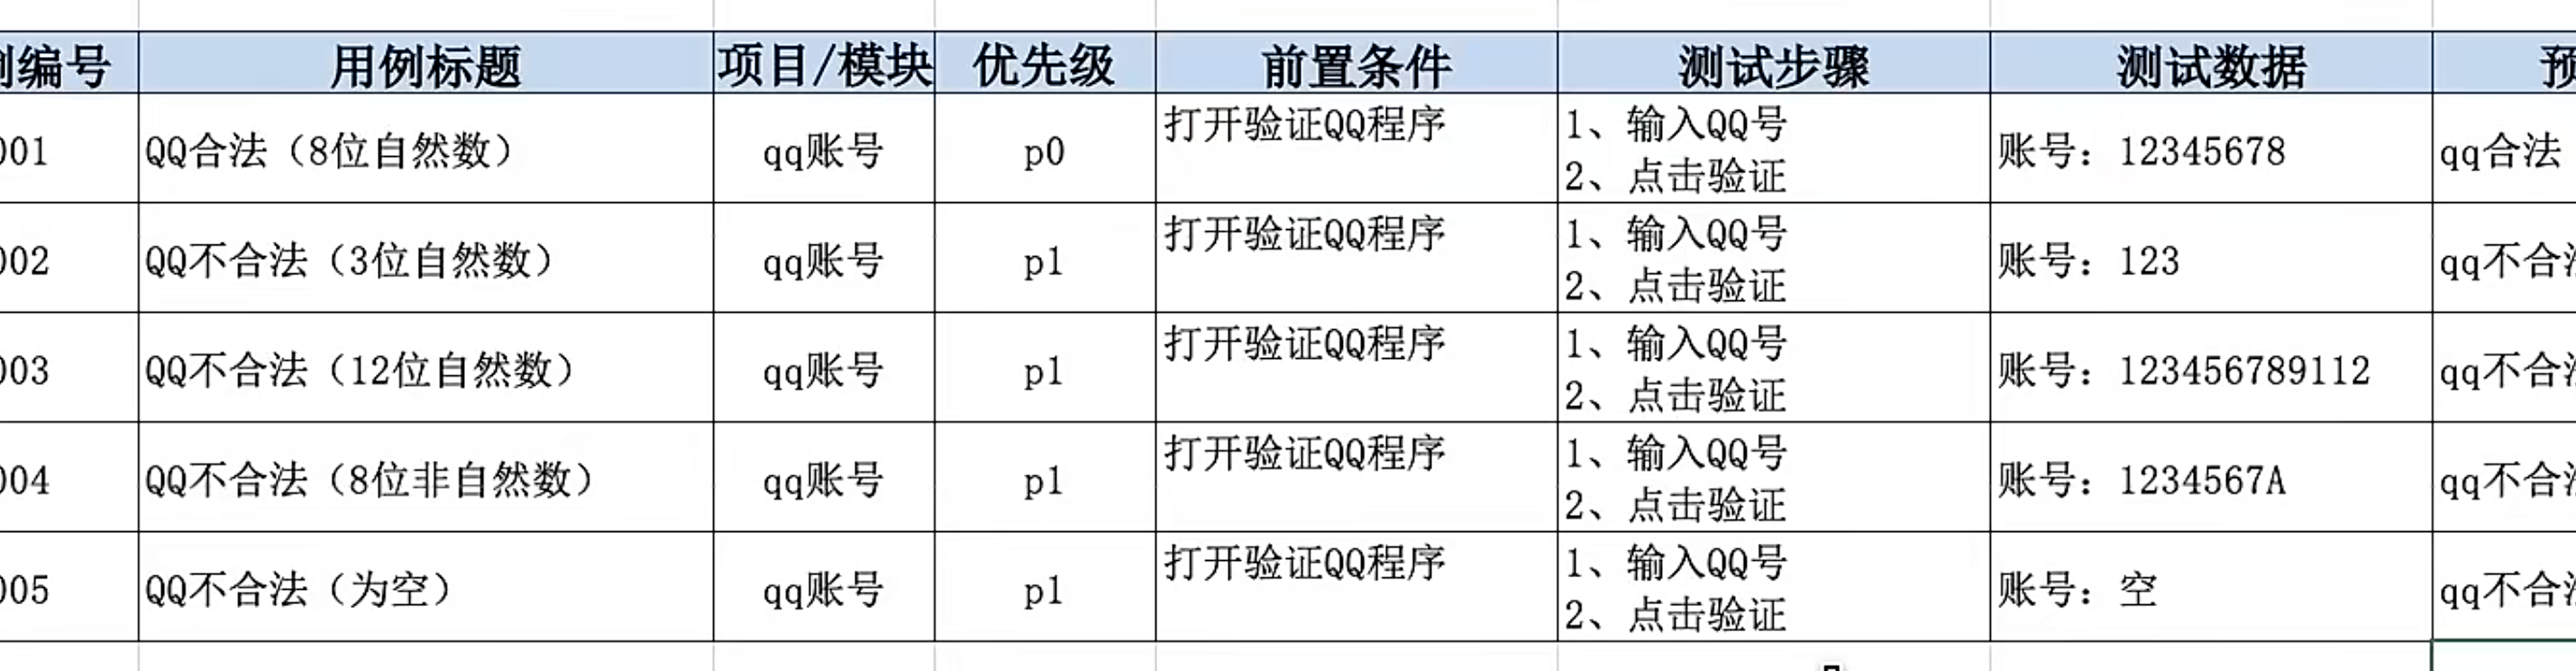 例编号 用例标题 项目/模块 优先级 前置条件 测试步骤 测试数据 预
001 QQ合法（8位自然数） qq账号 p0 打开验证QQ程序 1、输入QQ号 账号：12345678 qq合法
2、点击验证
002 QQ不合法（3位自然数） qq账号 p1 打开验证QQ程序 1、输入QQ号 账号：123 qq不合法
2、点击验证
003 QQ不合法（12位自然数） qq账号 p1 打开验证QQ程序 1、输入QQ号 账号：123456789112 qq不合法
2、点击验证
004 QQ不合法（8位非自然数） qq账号 p1 打开验证QQ程序 1、输入QQ号 账号：1234567A qq不合法
2、点击验证
005 QQ不合法（为空） qq账号 p1 打开验证QQ程序 1、输入QQ号 账号：空 qq不合法
2、点击验证